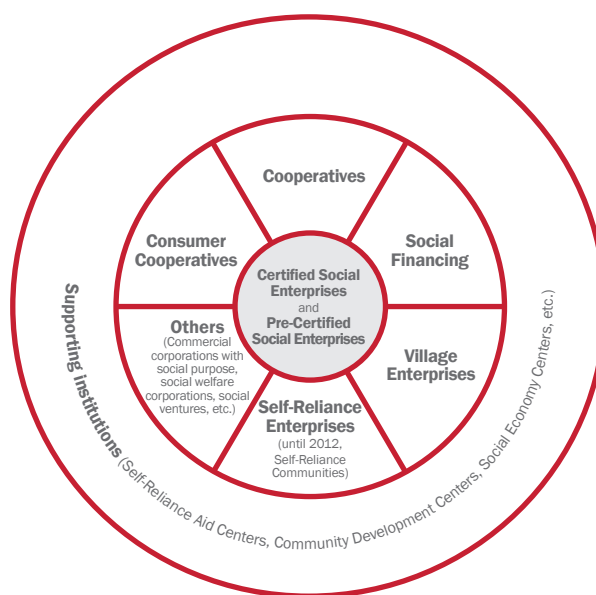 Cooperatives
Social
Financing
Village
Enterprises
Self-Reliance
Enterprises
(until 2012,
Self-Reliance
Communities)
Others
(Commercial
corporations with
social purpose,
social welfare
corporations, social
ventures, etc.)
Consumer
Cooperatives
Certified Social
Enterprises
and
Pre-Certified
Social Enterprises
Supporting institutions (Self-Reliance Aid Centers, Community Development Centers, Social Economy Centers, etc.)